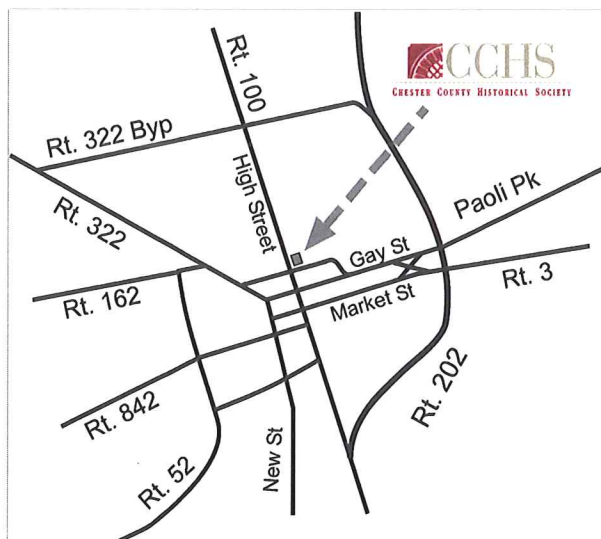 CCHS
CHESTER COUNTY HISTORICAL SOCIETY
Rt. 100
Rt. 322 Byp
High Street
Rt. 322
Paoli Pk
Gay St
Rt. 162
Market St
Rt. 3
Rt. 842
Rt. 202
New St
Rt. 52